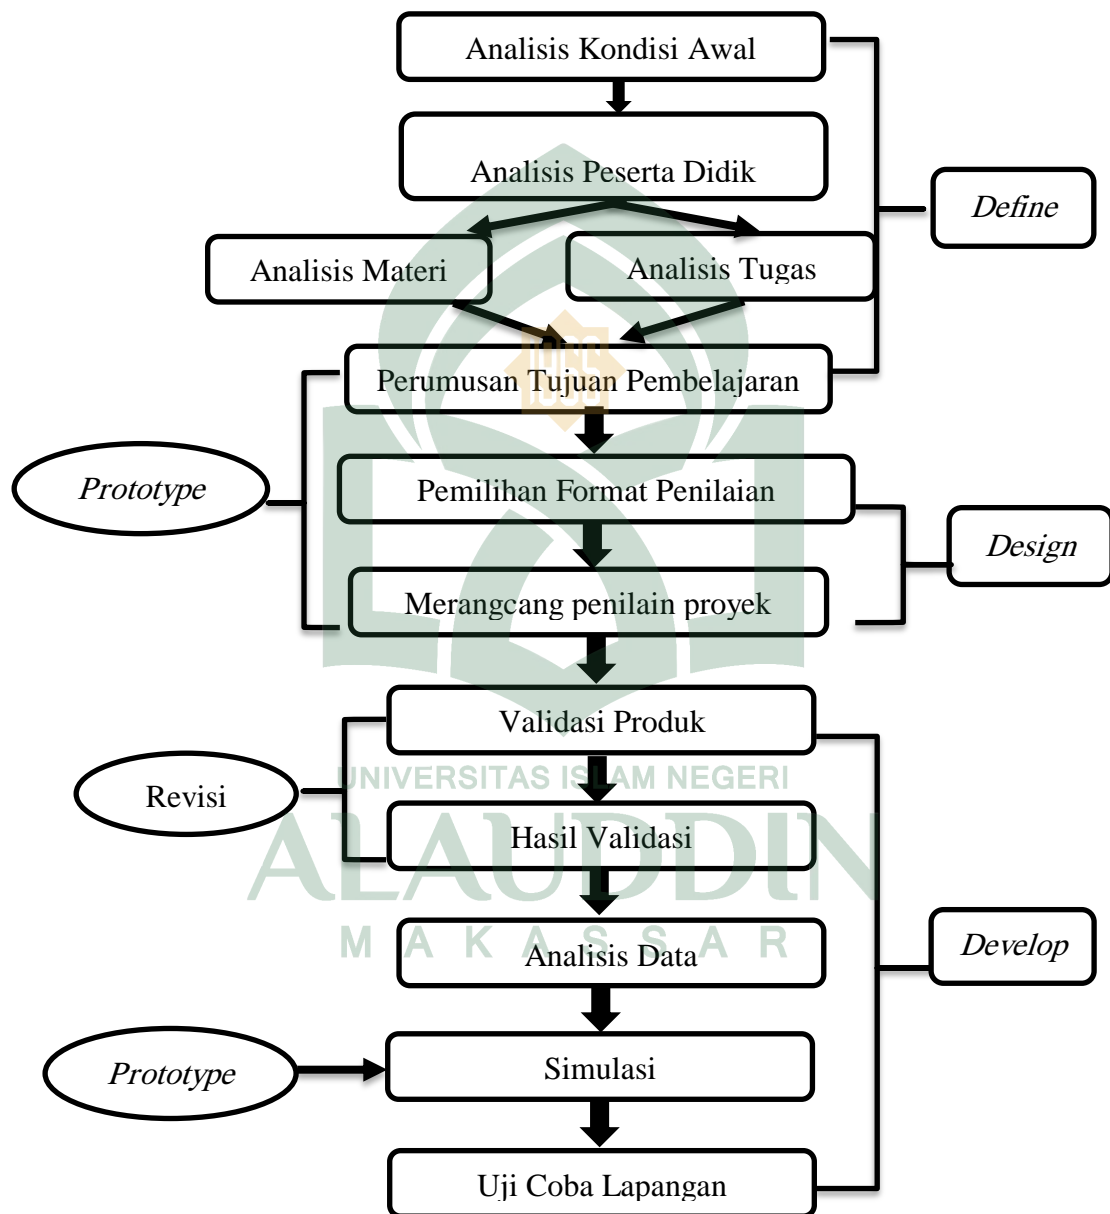 Analisis Kondisi Awal
Analisis Peserta Didik
Define
Analisis Materi
Analisis Tugas
1965
Perumusan Tujuan Pembelajaran
Prototype
Pemilihan Format Penilaian
Design
Merangcang penilain proyek
Validasi Produk
UNIVERSITAS ISLAM NEGERI
Revisi
Hasil Validasi
ALAUDDIN
MAKASSAR
Analisis Data
Develop
Prototype
Simulasi
Uji Coba Lapangan